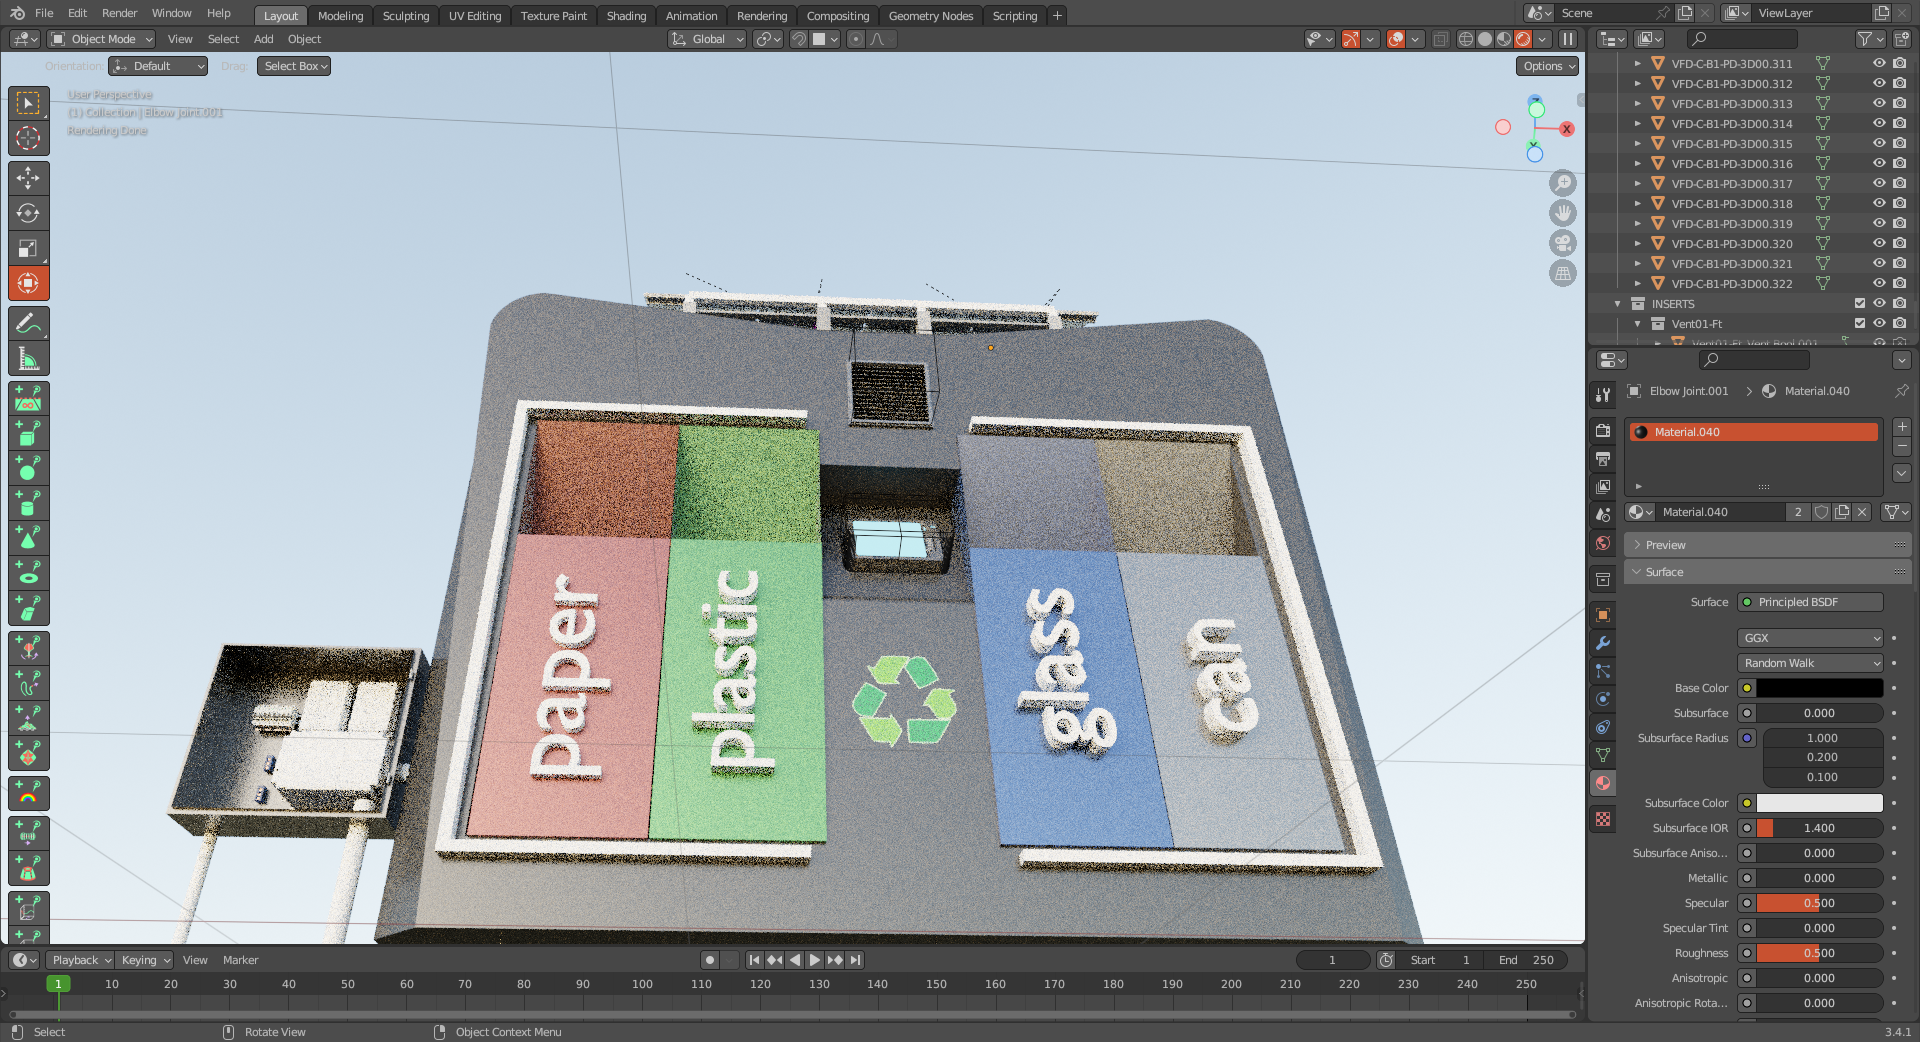 File Edit Render Window Help Layout Modeling Sculpting UV Editing Texture Paint Shading Animation Rendering Compositing Geometry Nodes Scripting + Scene ViewLayer
Object Mode View Select Add Object Global
Orientation: Default Drag: Select Box Options
User Perspective
(1) Collection | Elbow Joint.001
Rendering Done
Z
X
Y
paper
plastic
glass
can
VFD-C-B1-PD-3D00.311
VFD-C-B1-PD-3D00.312
VFD-C-B1-PD-3D00.313
VFD-C-B1-PD-3D00.314
VFD-C-B1-PD-3D00.315
VFD-C-B1-PD-3D00.316
VFD-C-B1-PD-3D00.317
VFD-C-B1-PD-3D00.318
VFD-C-B1-PD-3D00.319
VFD-C-B1-PD-3D00.320
VFD-C-B1-PD-3D00.321
VFD-C-B1-PD-3D00.322
INSERTS
Vent01-Ft
Vent01-Ft Vent Bool.001
Elbow Joint.001 > Material.040
Material.040
Material.040 2
Preview
Surface
Surface Principled BSDF
GGX
Random Walk
Base Color
Subsurface 0.000
Subsurface Radius 1.000
0.200
0.100
Subsurface Color
Subsurface IOR 1.400
Subsurface Aniso... 0.000
Metallic 0.000
Specular 0.500
Specular Tint 0.000
Roughness 0.500
Anisotropic 0.000
Anisotropic Rota... 0.000
Playback Keying View Marker 1 Start 1 End 250
1 10 20 30 40 50 60 70 80 90 100 110 120 130 140 150 160 170 180 190 200 210 220 230 240 250
Select Rotate View Object Context Menu 3.4.1